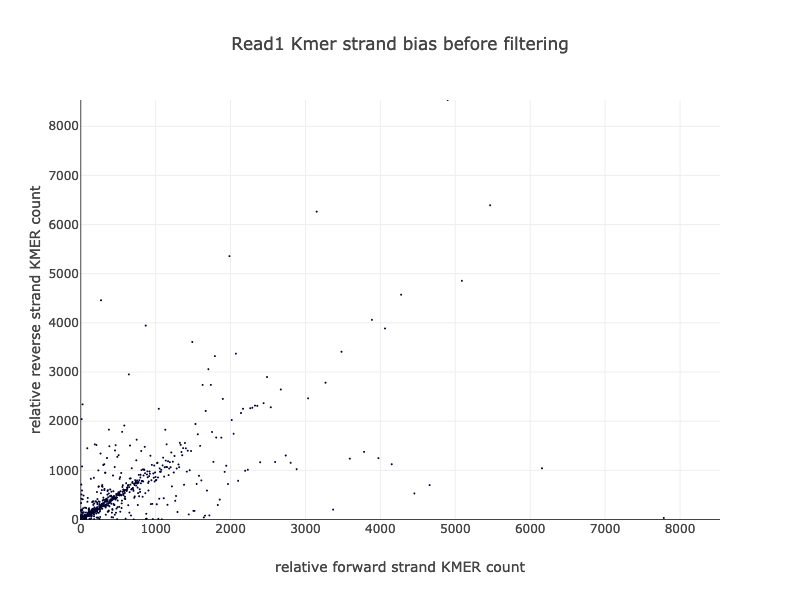 Read1 Kmer strand bias before filtering
relative reverse strand KMER count
8000
7000
6000
5000
4000
3000
2000
1000
0
0 1000 2000 3000 4000 5000 6000 7000 8000
relative forward strand KMER count